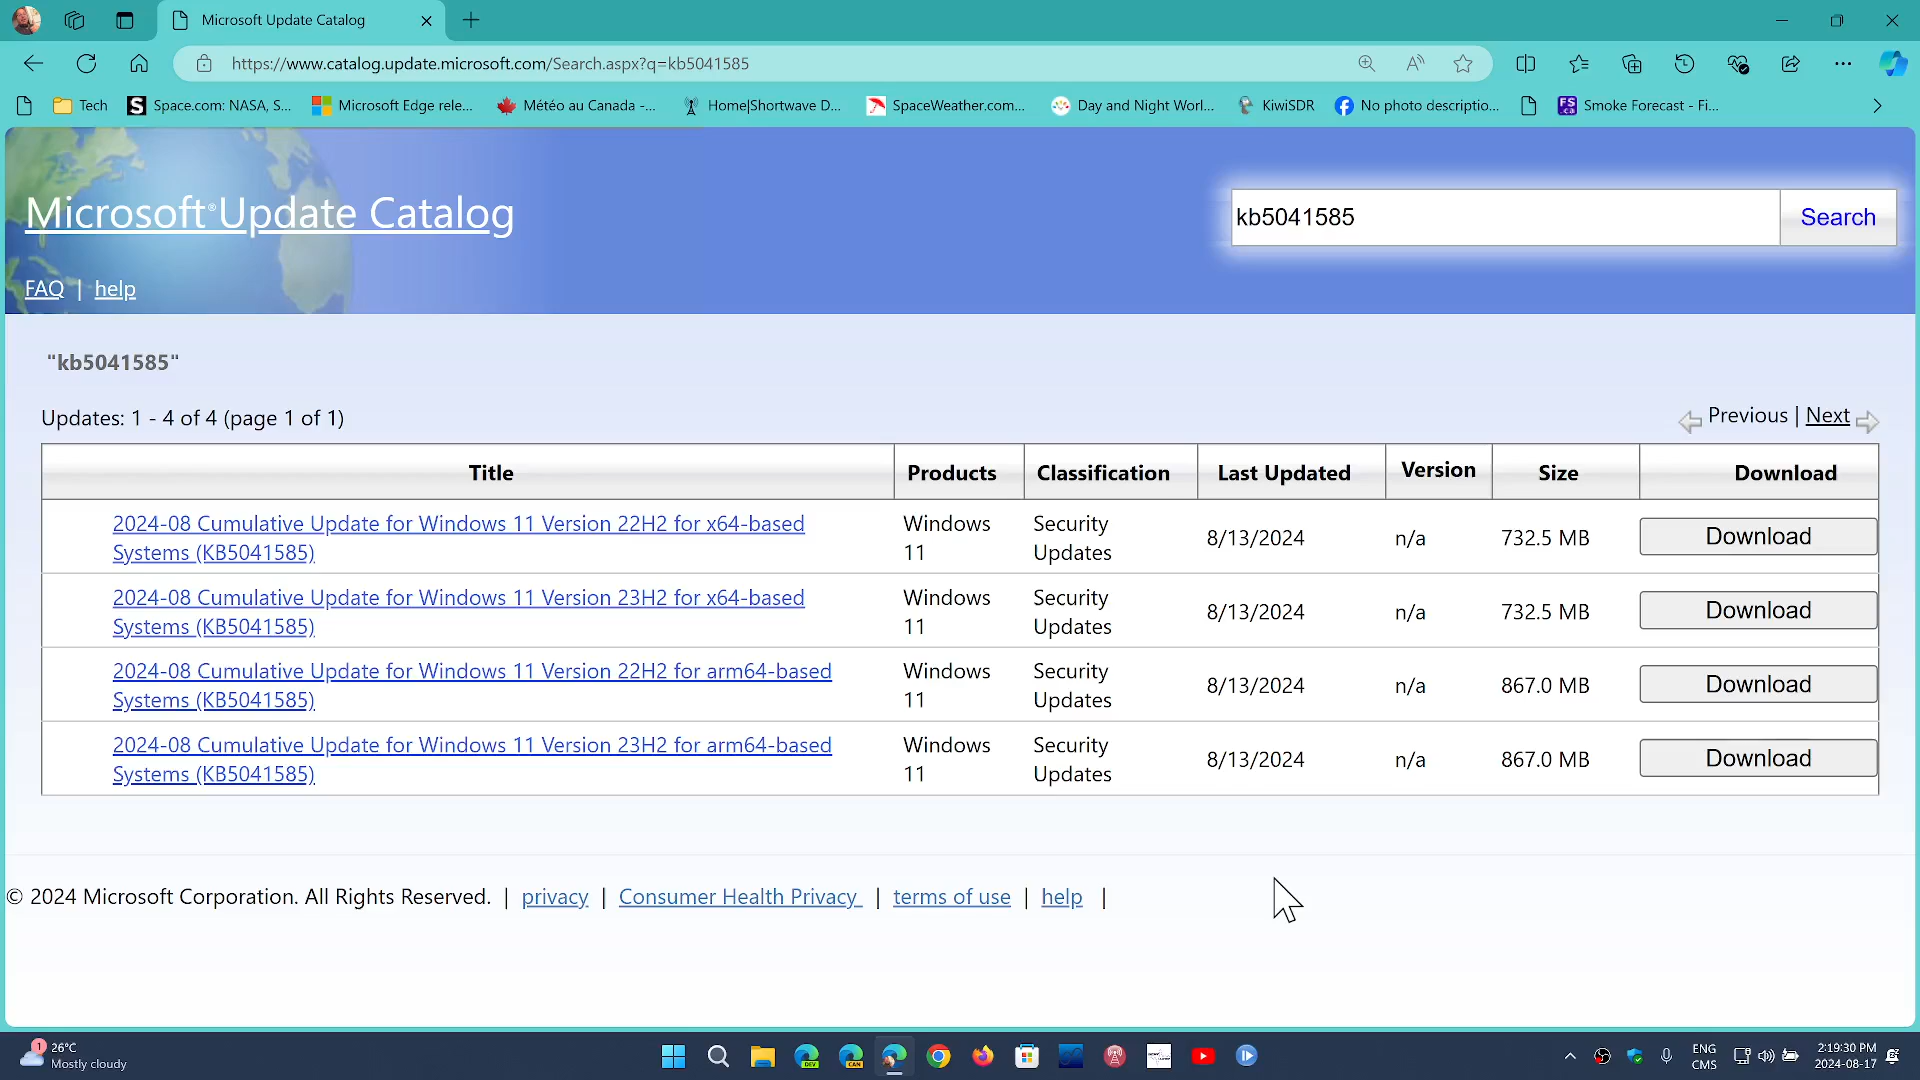 Microsoft Update Catalog
https://www.catalog.update.microsoft.com/Search.aspx?q=kb5041585
Tech
S
Space.com: NASA, S...
Microsoft Edge rele...
Météo au Canada -...
Home|Shortwave D...
SpaceWeather.com...
Day and Night Worl...
KiwiSDR
No photo descriptio...
Smoke Forecast - Fi...
Microsoft® Update Catalog
kb5041585
Search
FAQ | help
"kb5041585"
Updates: 1 - 4 of 4 (page 1 of 1)
Previous | Next
Title Products Classification Last Updated Version Size Download
2024-08 Cumulative Update for Windows 11 Version 22H2 for x64-based
Systems (KB5041585)
Windows
11
Security
Updates
8/13/2024
n/a
732.5 MB
Download
2024-08 Cumulative Update for Windows 11 Version 23H2 for x64-based
Systems (KB5041585)
Windows
11
Security
Updates
8/13/2024
n/a
732.5 MB
Download
2024-08 Cumulative Update for Windows 11 Version 22H2 for arm64-based
Systems (KB5041585)
Windows
11
Security
Updates
8/13/2024
n/a
867.0 MB
Download
2024-08 Cumulative Update for Windows 11 Version 23H2 for arm64-based
Systems (KB5041585)
Windows
11
Security
Updates
8/13/2024
n/a
867.0 MB
Download
© 2024 Microsoft Corporation. All Rights Reserved. | privacy | Consumer Health Privacy | terms of use | help |
1
26°C
Mostly cloudy
DEV
CAN
ENG
CMS
2:19:30 PM
2024-08-17